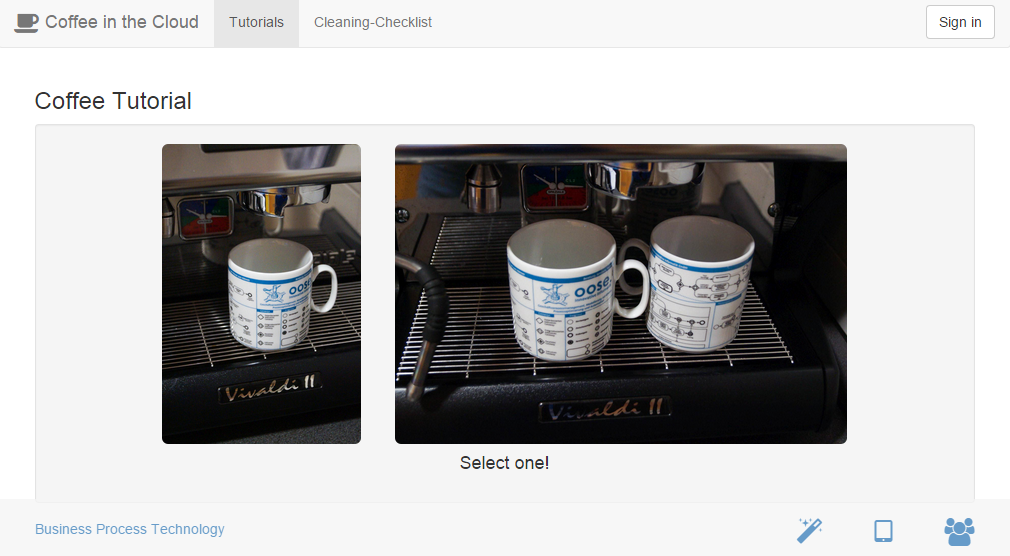 Coffee in the Cloud
Tutorials
Cleaning-Checklist
Sign in
Coffee Tutorial
oose
Vivaldi II
oose
Vivaldi II
Select one!
Business Process Technology